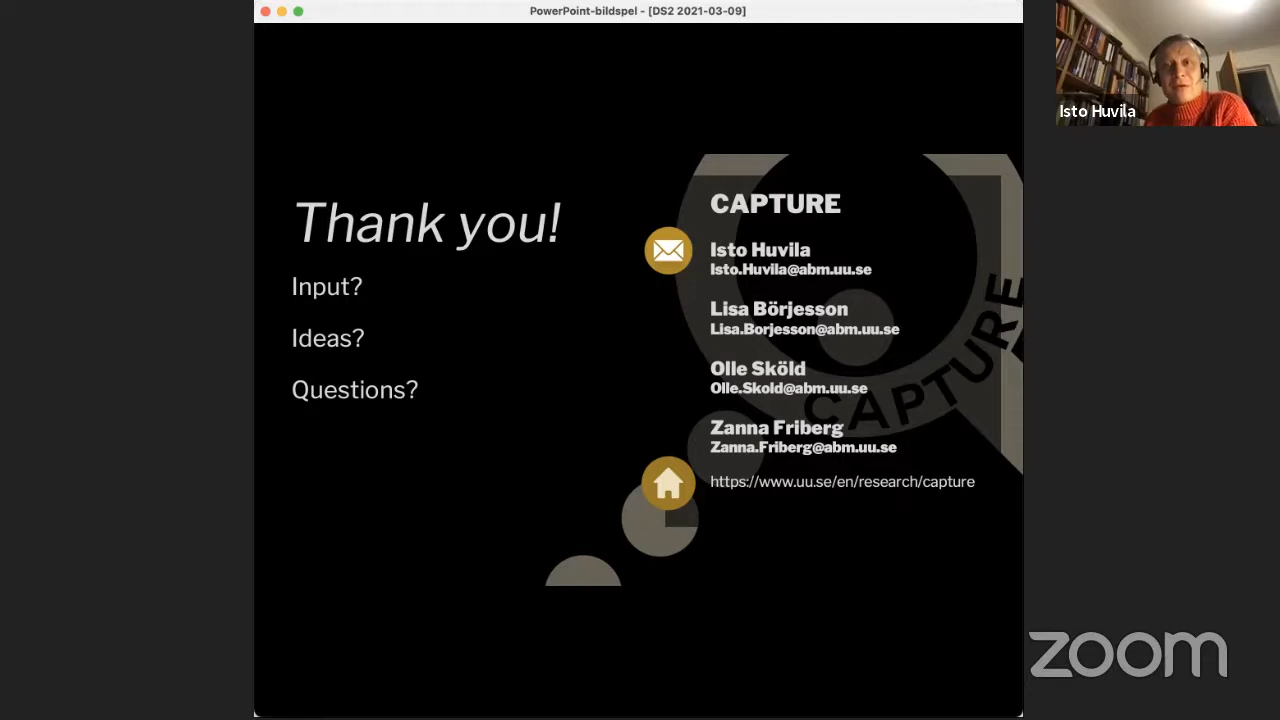 PowerPoint-bildspel - [DS2 2021-03-09]
Isto Huvila
Thank you!
Input?
Ideas?
Questions?
CAPTURE
Isto Huvila
Isto.Huvila@abm.uu.se
Lisa Börjesson
Lisa.Borjesson@abm.uu.se
Olle Sköld
Olle.Skold@abm.uu.se
Zanna Friberg
Zanna.Friberg@abm.uu.se
https://www.uu.se/en/research/capture
CAPTURE
zoom